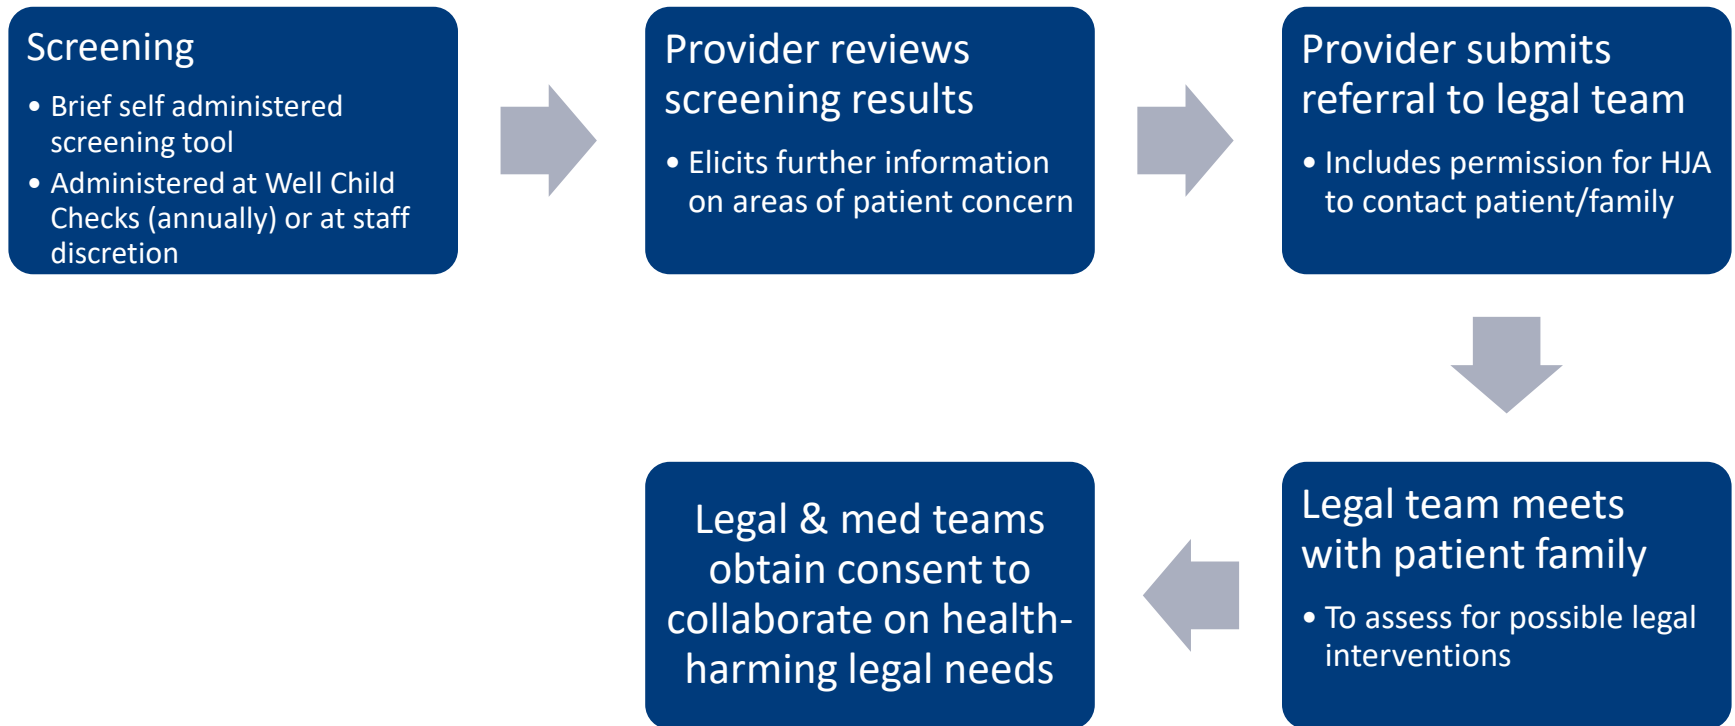 Screening
• Brief self administered
screening tool
• Administered at Well Child
Checks (annually) or at staff
discretion
Provider reviews
screening results
• Elicits further information
on areas of patient concern
Provider submits
referral to legal team
• Includes permission for HJA
to contact patient/family
Legal team meets
with patient family
• To assess for possible legal
interventions
Legal & med teams
obtain consent to
collaborate on health-
harming legal needs